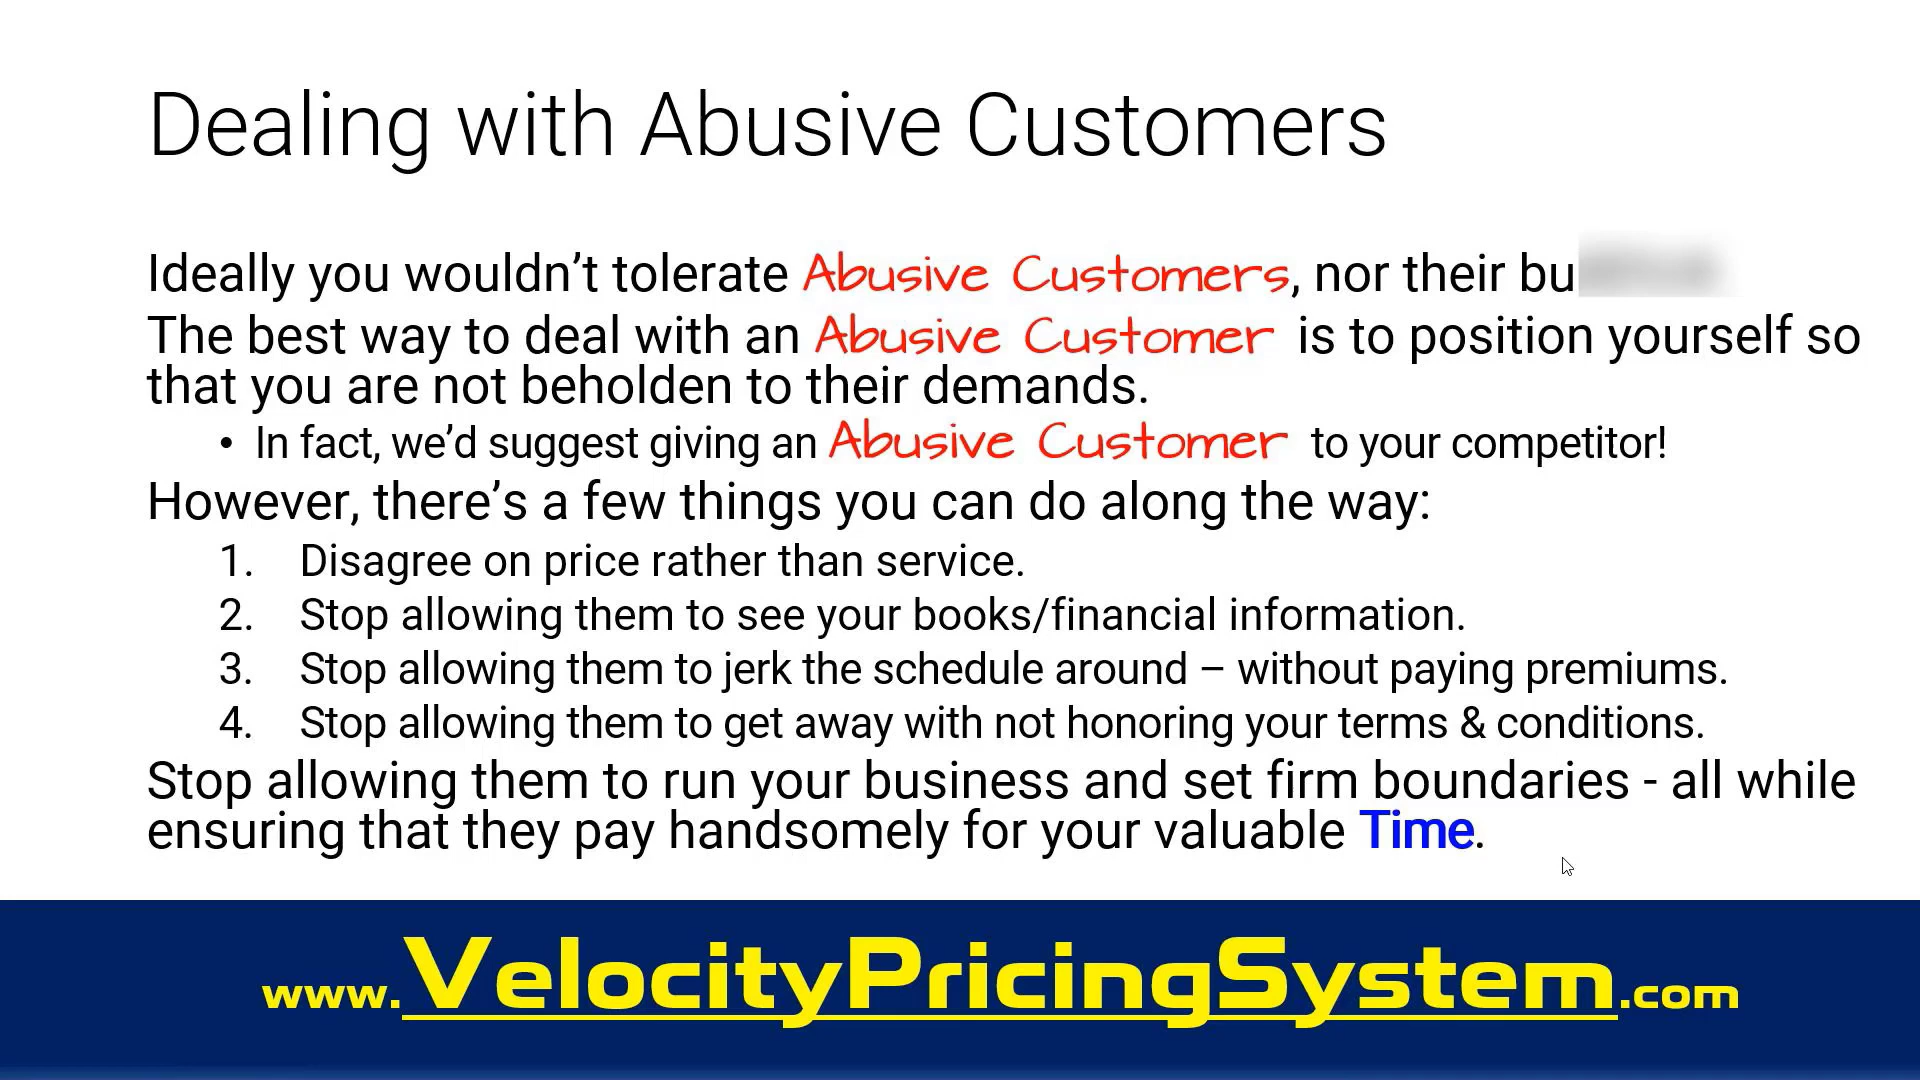 Dealing with Abusive Customers
Ideally you wouldn’t tolerate Abusive Customers, nor their
The best way to deal with an Abusive Customer is to position yourself so
that you are not beholden to their demands.
• In fact, we’d suggest giving an Abusive Customer to your competitor!
However, there’s a few things you can do along the way:
1. Disagree on price rather than service.
2. Stop allowing them to see your books/financial information.
3. Stop allowing them to jerk the schedule around – without paying premiums.
4. Stop allowing them to get away with not honoring your terms & conditions.
Stop allowing them to run your business and set firm boundaries - all while
ensuring that they pay handsomely for your valuable Time.
www.VelocityPricingSystem.com